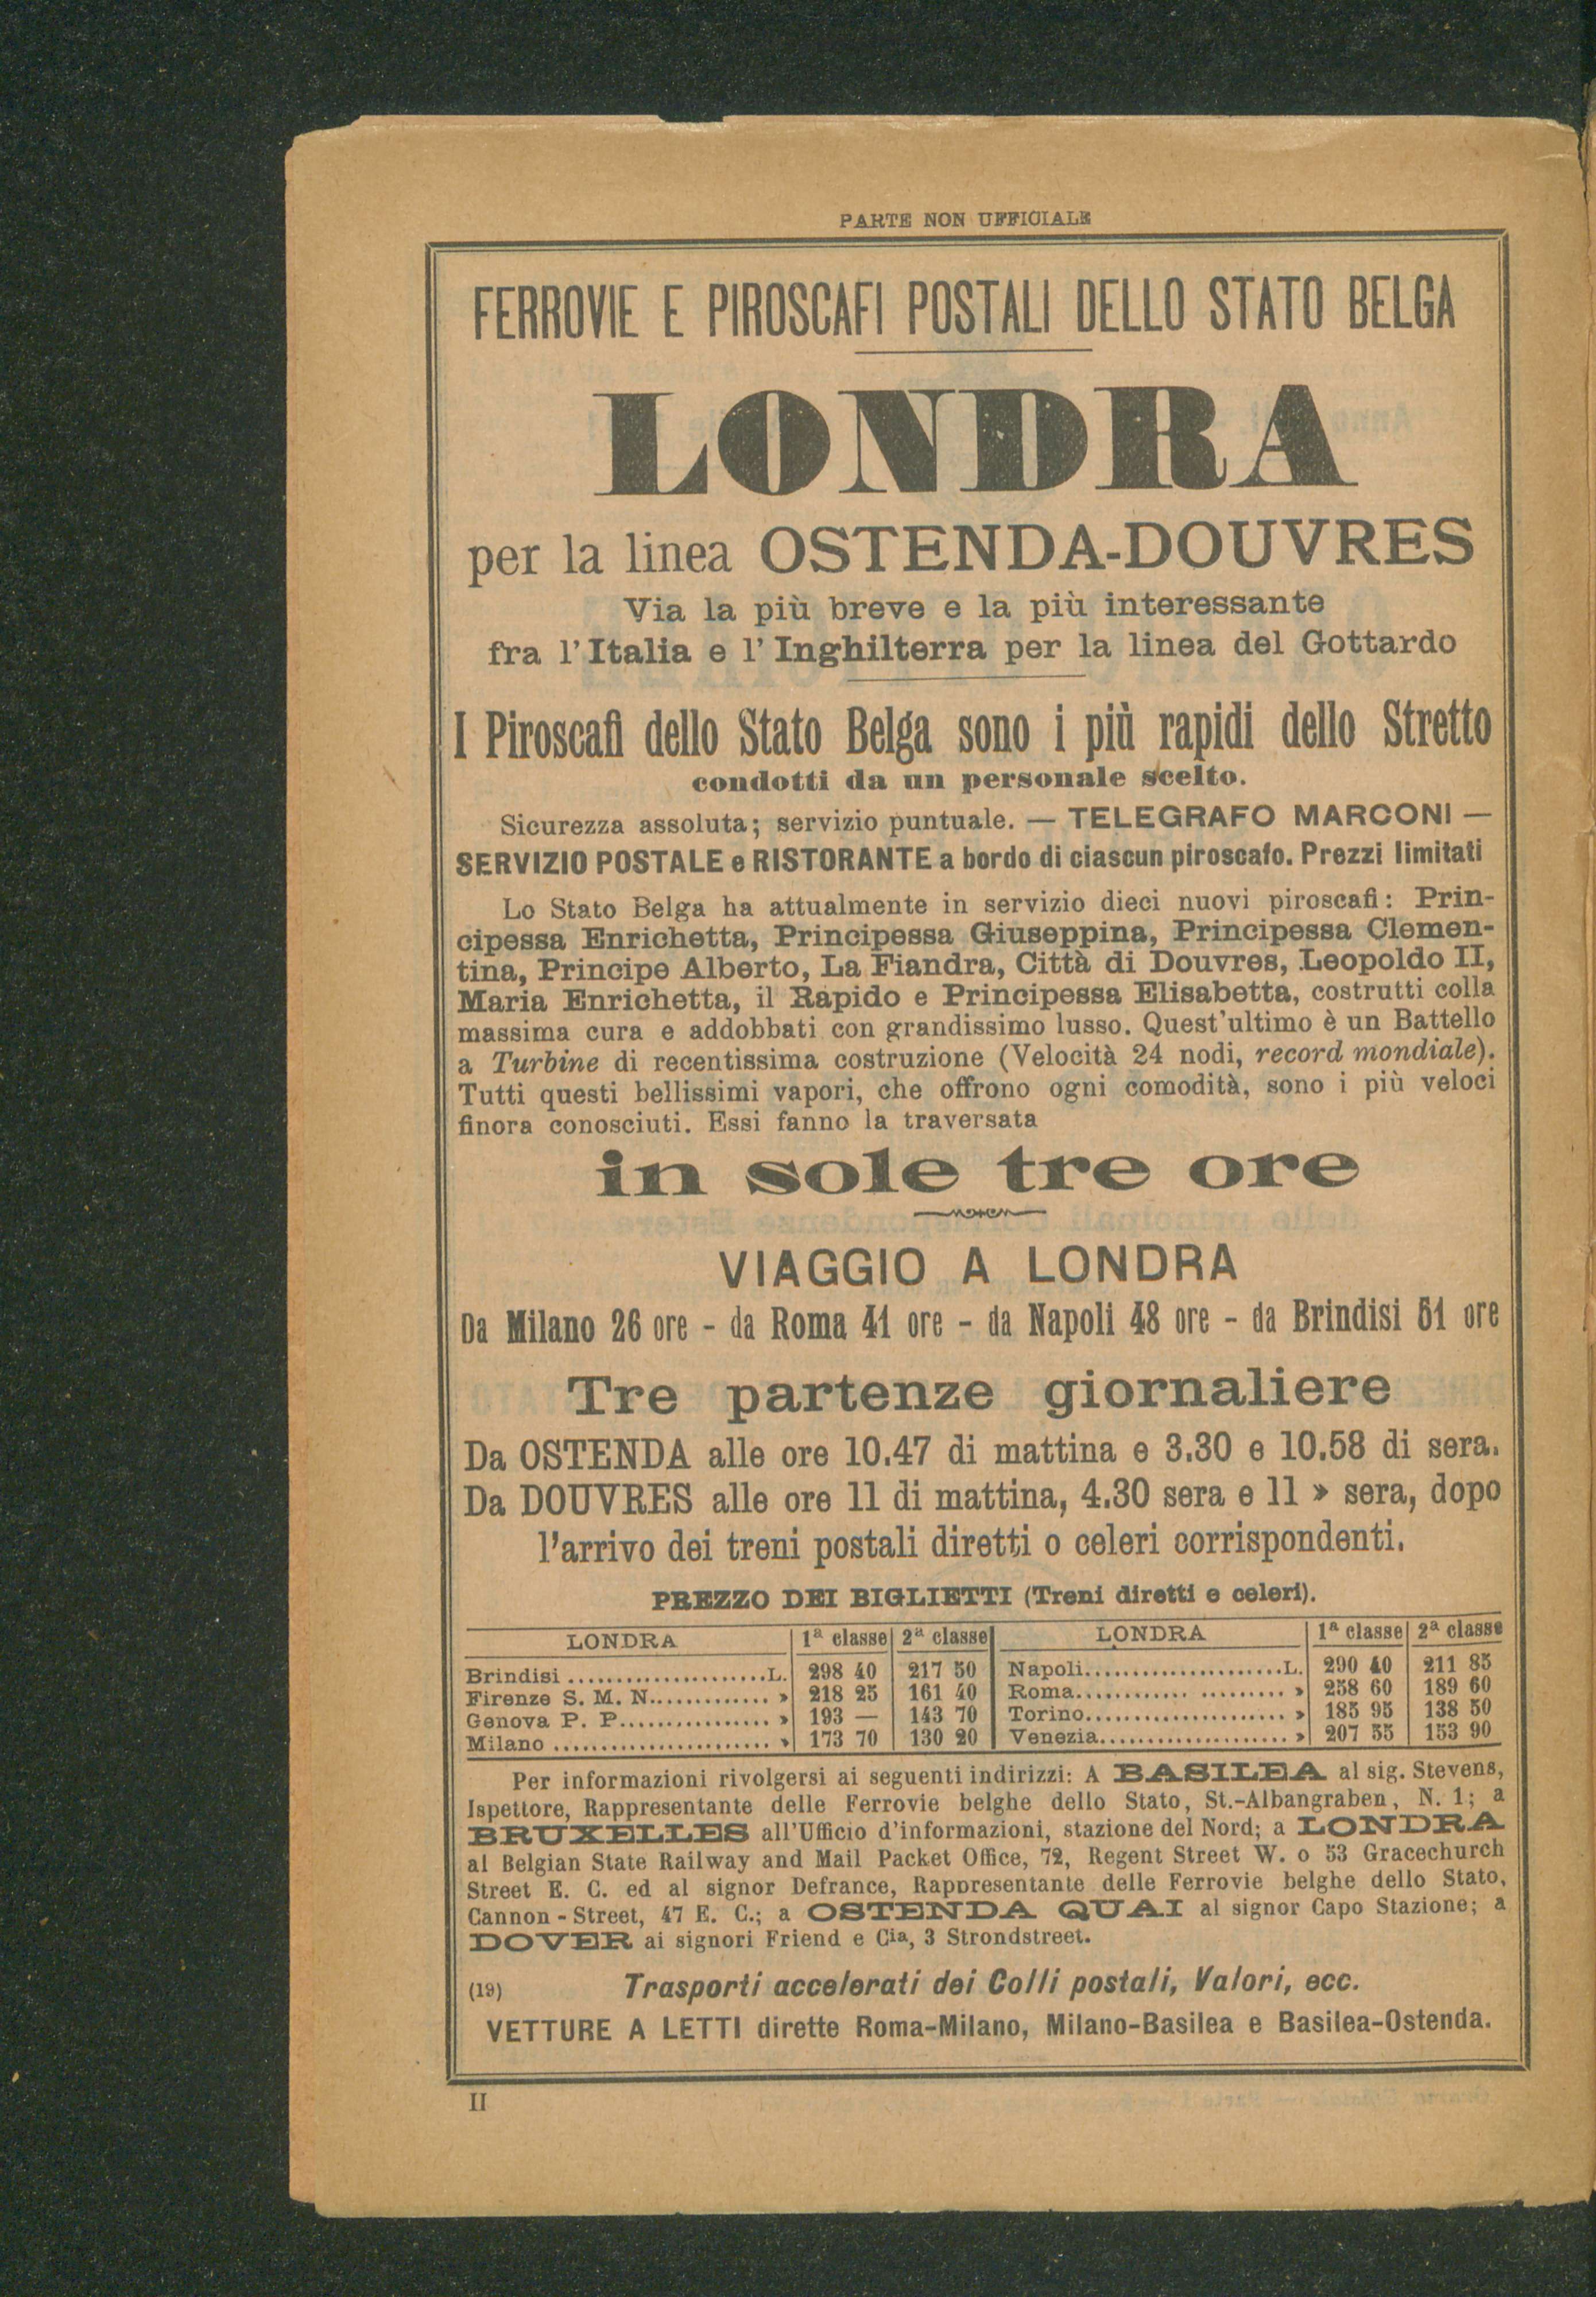 PARTE NON UFFICIALE
FERROVIE E PIROSCAFI POSTALI DELLO STATO BELGA
LONDRA
per la linea OSTENDA-DOUVRES
Via la più breve e la più interessante
fra l'Italia e l'Inghilterra per la linea del Gottardo
I Piroscafi dello Stato Belga sono i più rapidi dello Stretto
condotti da un personale scelto.
Sicurezza assoluta; servizio puntuale. — TELEGRAFO MARCONI —
SERVIZIO POSTALE e RISTORANTE a bordo di ciascun piroscafo. Prezzi limitati
Lo Stato Belga ha attualmente in servizio dieci nuovi piroscafi: Prin-
cipessa Enrichetta, Principessa Giuseppina, Principessa Clemen-
tina, Principe Alberto, La Fiandra, Città di Douvres, Leopoldo II,
Maria Enrichetta, il Rapido e Principessa Elisabetta, costrutti colla
massima cura e addobbati con grandissimo lusso. Quest'ultimo è un Battello
a Turbine di recentissima costruzione (Velocità 24 nodi, record mondiale).
Tutti questi bellissimi vapori, che offrono ogni comodità, sono i più veloci
finora conosciuti. Essi fanno la traversata
in sole tre ore
VIAGGIO A LONDRA
Da Milano 26 ore - da Roma 41 ore - da Napoli 48 ore - da Brindisi 51 ore
Tre partenze giornaliere
Da OSTENDA alle ore 10.47 di mattina e 3.30 e 10.58 di sera.
Da DOUVRES alle ore 11 di mattina, 4.30 sera e 11 » sera, dopo
l'arrivo dei treni postali diretti o celeri corrispondenti.
PREZZO DEI BIGLIETTI (Treni diretti e celeri).
LONDRA 1ª classe 2ª classe LONDRA 1ª classe 2ª classe
Brindisi ..................... L. 298 40 217 50 Napoli ..................... L. 290 40 211 85
Firenze S. M. N. ............. » 218 25 161 40 Roma ............ ......... » 258 60 189 60
Genova P. P. ................ » 193 — 143 70 Torino ..................... » 185 95 138 50
Milano ....................... » 173 70 130 20 Venezia .................... » 207 55 153 90
Per informazioni rivolgersi ai seguenti indirizzi: A BASILEA al sig. Stevens,
Ispettore, Rappresentante delle Ferrovie belghe dello Stato, St.-Albangraben, N. 1; a
BRUXELLES all'Ufficio d'informazioni, stazione del Nord; a LONDRA
al Belgian State Railway and Mail Packet Office, 72, Regent Street W. o 53 Gracechurch
Street E. C. ed al signor Defrance, Rappresentante delle Ferrovie belghe dello Stato,
Cannon-Street, 47 E. C.; a OSTENDA QUAI al signor Capo Stazione; a
DOVER ai signori Friend e Cia, 3 Strondstreet.
(19) Trasporti accelerati dei Colli postali, Valori, ecc.
VETTURE A LETTI dirette Roma-Milano, Milano-Basilea e Basilea-Ostenda.
II